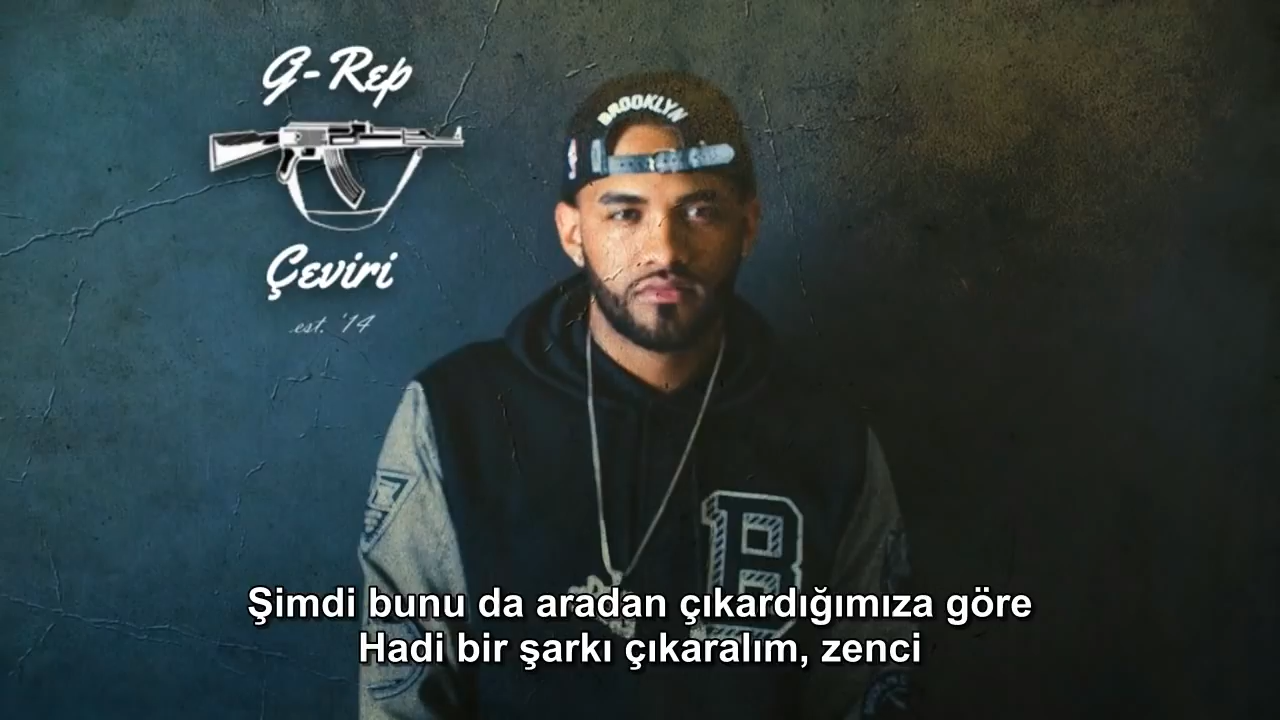 G-Rep
Çeviri
est. '14
BROOKLYN
B
Şimdi bunu da aradan çıkardığımıza göre
Hadi bir şarkı çıkaralım, zenci